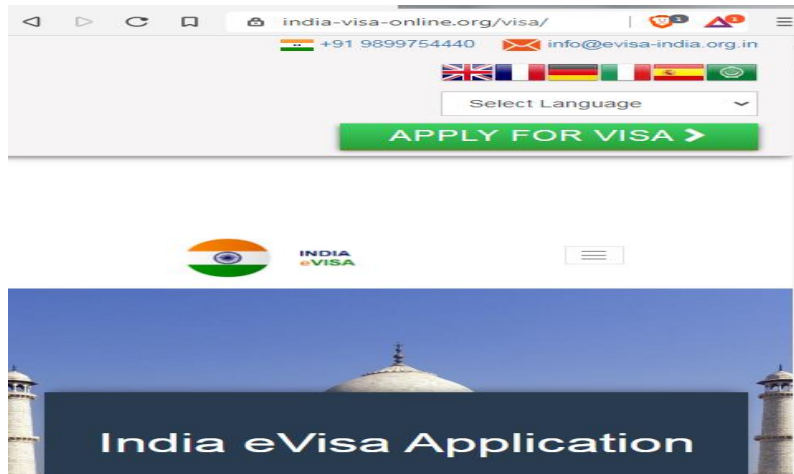 india-visa-online.org/visa/
+91 9899754440 info@evisa-india.org.in
Select Language
APPLY FOR VISA >
INDIA
eVISA
India eVisa Application